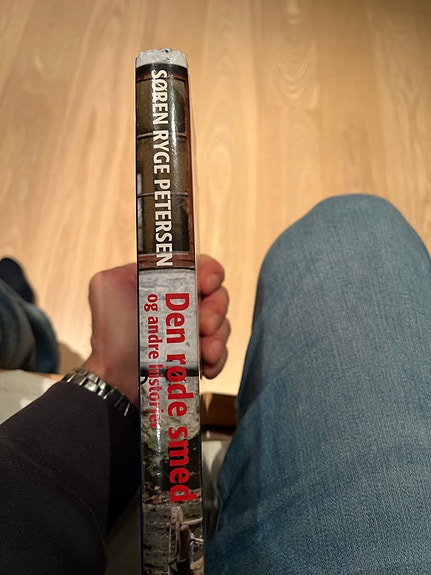 SØREN RYGE PETERSEN
Den røde smed
og andre historier